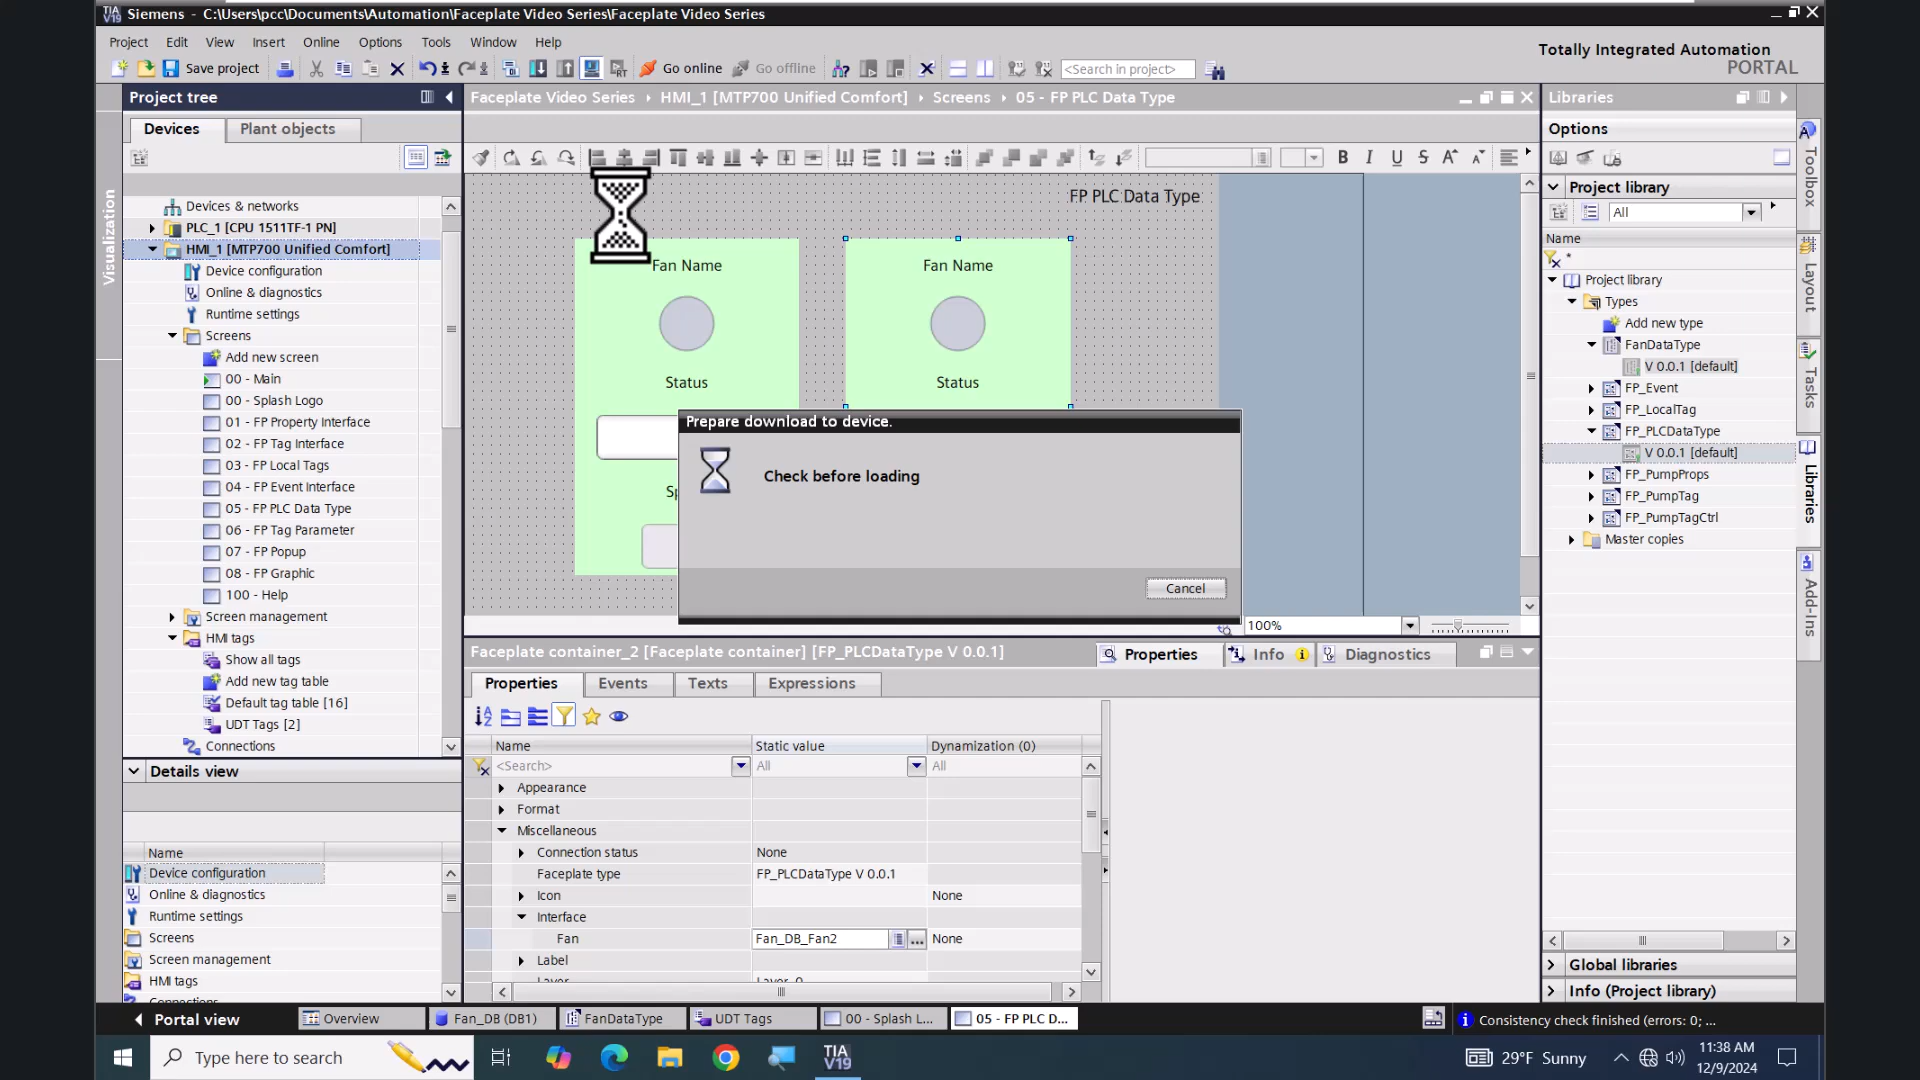 TIA V19 Siemens - C:\Users\pcc\Documents\Automation\Faceplate Video Series\Faceplate Video Series
Project Edit View Insert Online Options Tools Window Help
Totally Integrated Automation
PORTAL
Save project Go online Go offline <Search in project>
Project tree
Faceplate Video Series HMI_1 [MTP700 Unified Comfort] Screens 05 - FP PLC Data Type
Libraries
Devices Plant objects
Options
Visualization
Devices & networks
PLC_1 [CPU 1511TF-1 PN]
HMI_1 [MTP700 Unified Comfort]
Device configuration
Online & diagnostics
Runtime settings
Screens
Add new screen
00 - Main
00 - Splash Logo
01 - FP Property Interface
02 - FP Tag Interface
03 - FP Local Tags
04 - FP Event Interface
05 - FP PLC Data Type
06 - FP Tag Parameter
07 - FP Popup
08 - FP Graphic
100 - Help
Screen management
HMI tags
Show all tags
Add new tag table
Default tag table [16]
UDT Tags [2]
Connections
Details view
Name
Device configuration
Online & diagnostics
Runtime settings
Screens
Screen management
HMI tags
Connections
B I U S A A
FP PLC Data Type
Fan Name
Status
Fan Name
Status
Prepare download to device.
Check before loading
Cancel
100%
Faceplate container_2 [Faceplate container] [FP_PLCDataType V 0.0.1]
Properties Info Diagnostics
Properties Events Texts Expressions
Name Static value Dynamization (0)
<Search> All All
Appearance
Format
Miscellaneous
Connection status None
Faceplate type FP_PLCDataType V 0.0.1
Icon None
Interface
Fan Fan_DB_Fan2 ... None
Label
Layer Layer_0
Project library
All
Name
*
Project library
Types
Add new type
FanDataType
V 0.0.1 [default]
FP_Event
FP_LocalTag
FP_PLCDataType
V 0.0.1 [default]
FP_PumpProps
FP_PumpTag
FP_PumpTagCtrl
Master copies
Global libraries
Info (Project library)
Toolbox
Layout
Tasks
Libraries
Add-Ins
Portal view Overview Fan_DB (DB1) FanDataType UDT Tags 00 - Splash L... 05 - FP PLC D... Consistency check finished (errors: 0; ...
Type here to search
TIA V19
29°F Sunny
11:38 AM
12/9/2024